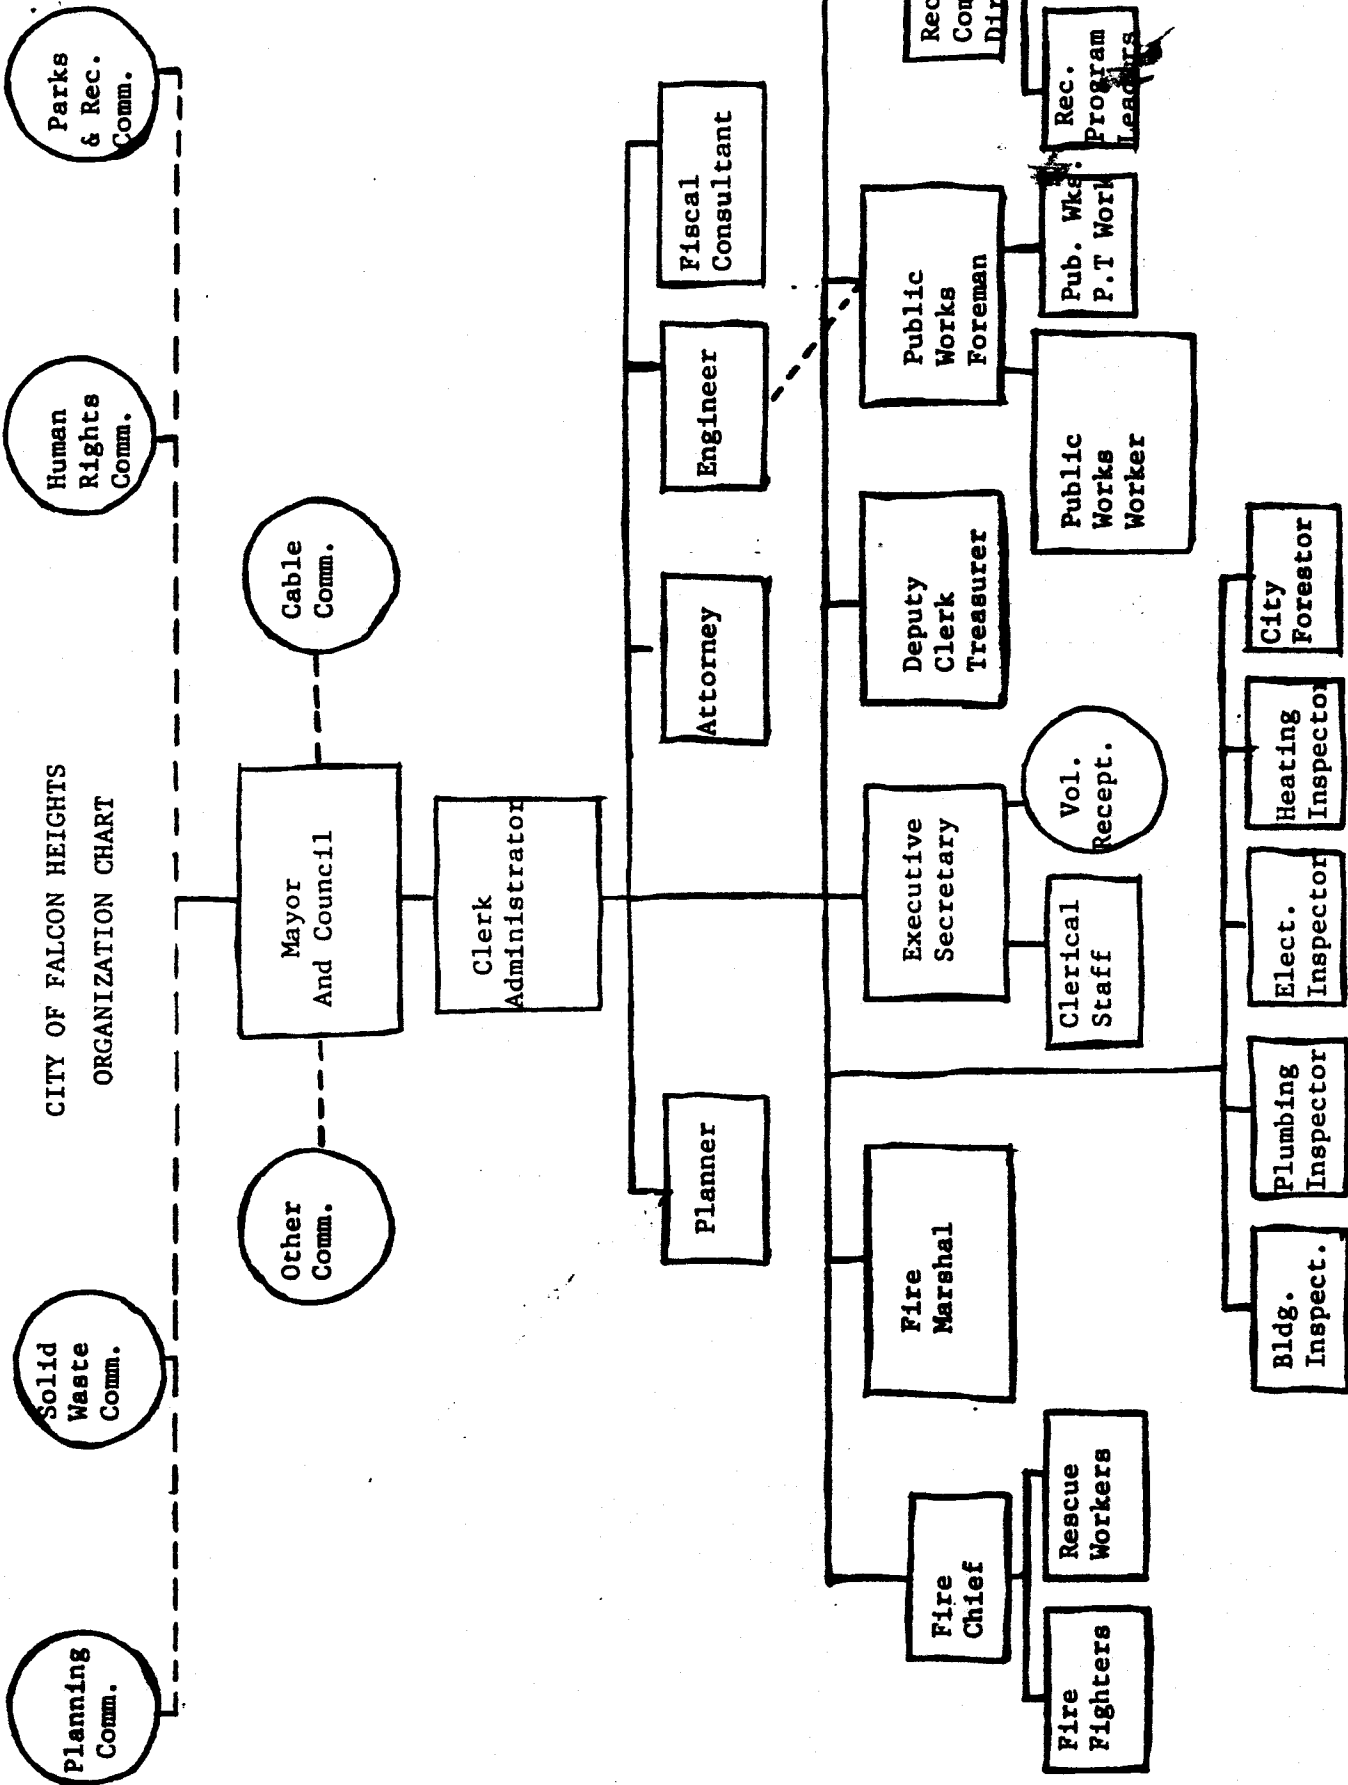 CITY OF FALCON HEIGHTS
ORGANIZATION CHART
Planning
Comm.
Solid
Waste
Comm.
Human
Rights
Comm.
Parks
& Rec.
Comm.
Other
Comm.
Mayor
And Council
Cable
Comm.
Clerk
Administrator
Planner
Attorney
Engineer
Fiscal
Consultant
Fire
Chief
Fire
Marshal
Executive
Secretary
Deputy
Clerk
Treasurer
Public
Works
Foreman
Fire
Fighters
Rescue
Workers
Clerical
Staff
Vol.
Recept.
Public
Works
Worker
Pub. Wks.
P.T Work
Rec.
Program
Leaders
Bldg.
Inspect.
Plumbing
Inspector
Elect.
Inspector
Heating
Inspector
City
Forestor